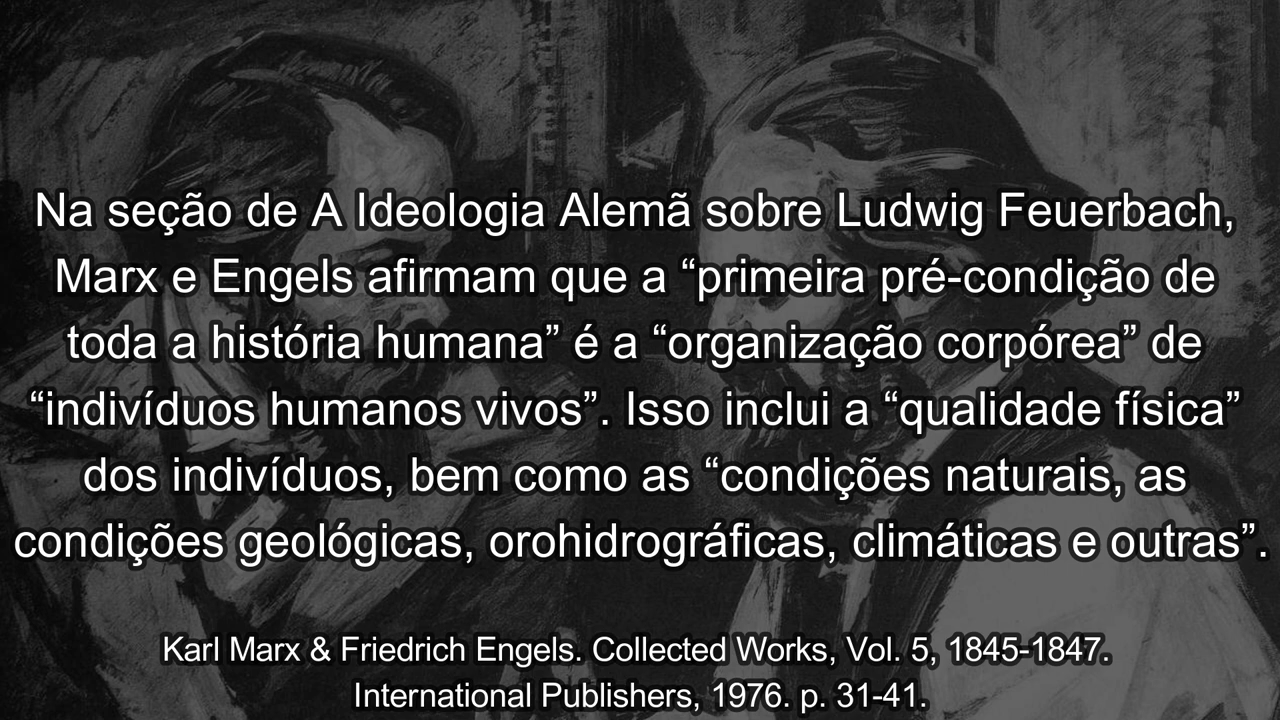 Na seção de A Ideologia Alemã sobre Ludwig Feuerbach,
Marx e Engels afirmam que a “primeira pré-condição de
toda a história humana” é a “organização corpórea” de
“indivíduos humanos vivos”. Isso inclui a “qualidade física”
dos indivíduos, bem como as “condições naturais, as
condições geológicas, orohidrográficas, climáticas e outras”.
Karl Marx & Friedrich Engels. Collected Works, Vol. 5, 1845-1847.
International Publishers, 1976. p. 31-41.